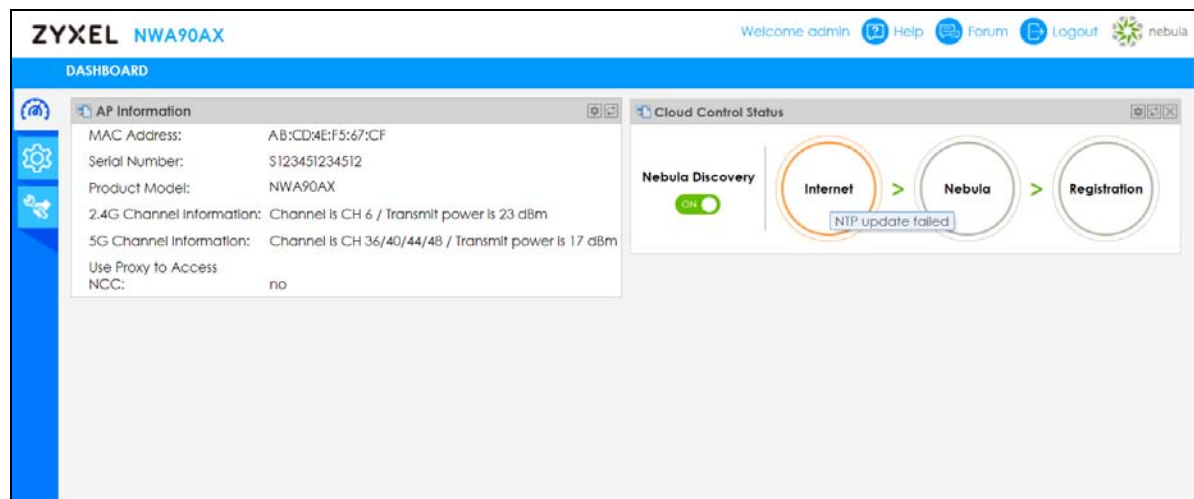 ZYXEL NWA90AX
Welcome admin Help Forum Logout nebula
DASHBOARD
AP Information
MAC Address: AB:CD:4E:F5:67:CF
Serial Number: S123451234512
Product Model: NWA90AX
2.4G Channel Information: Channel is CH 6 / Transmit power is 23 dBm
5G Channel Information: Channel is CH 36/40/44/48 / Transmit power is 17 dBm
Use Proxy to Access
NCC: no
Cloud Control Status
Nebula Discovery
ON
Internet > Nebula > Registration
NTP update failed